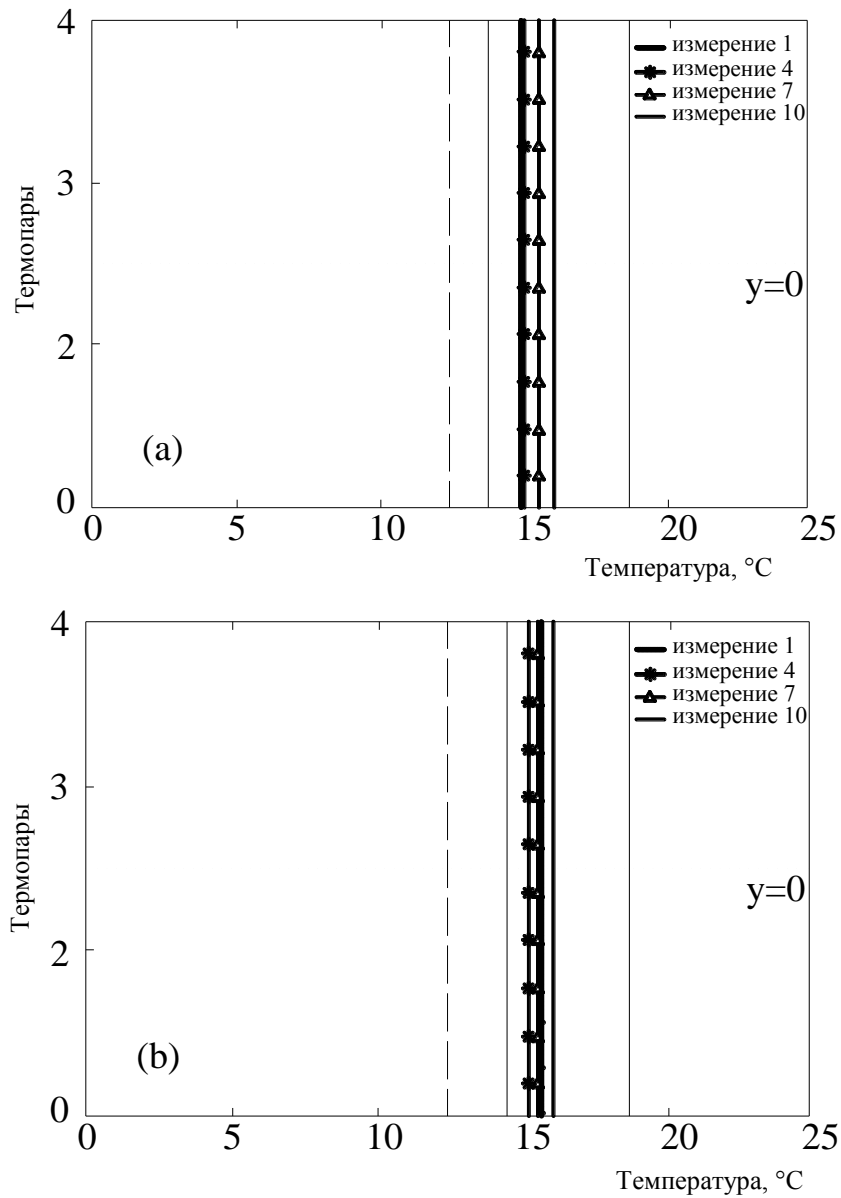 4
измерение 1
измерение 4
измерение 7
измерение 10
3
Термопары
y=0
2
(a)
0
0 5 10 15 20 25
Температура, °C
4
измерение 1
измерение 4
измерение 7
измерение 10
3
Термопары
y=0
2
(b)
0
0 5 10 15 20 25
Температура, °C